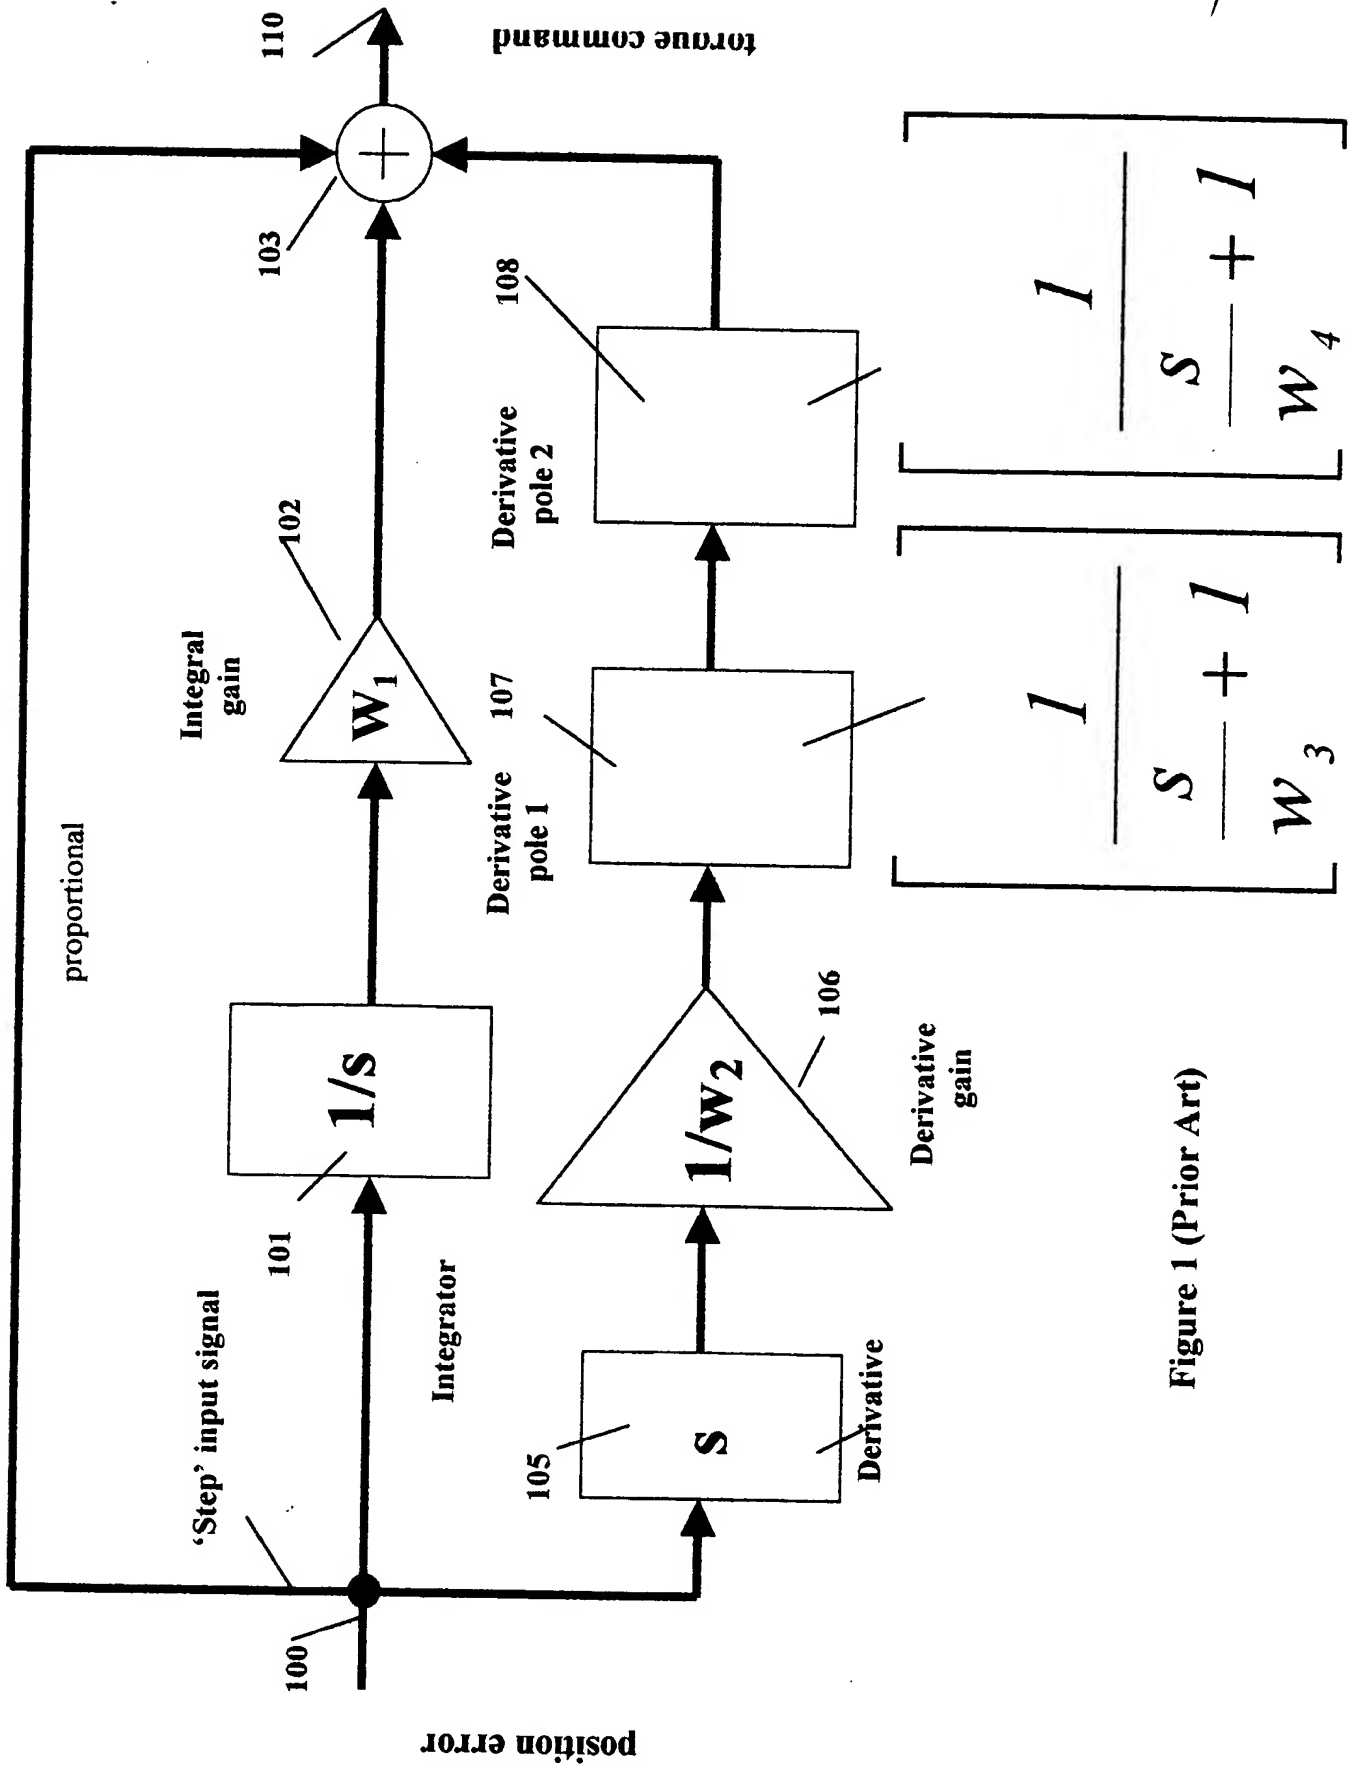 proportional
'Step' input signal
100
position error
101
1/s
Integrator
Integral
gain
w1
102
103
+
110
torque command
105
s
Derivative
1/w2
106
Derivative
gain
Derivative
pole 1
107
Derivative
pole 2
108
1
s
+ 1
w 3
1
s
+ 1
w 4
Figure 1 (Prior Art)